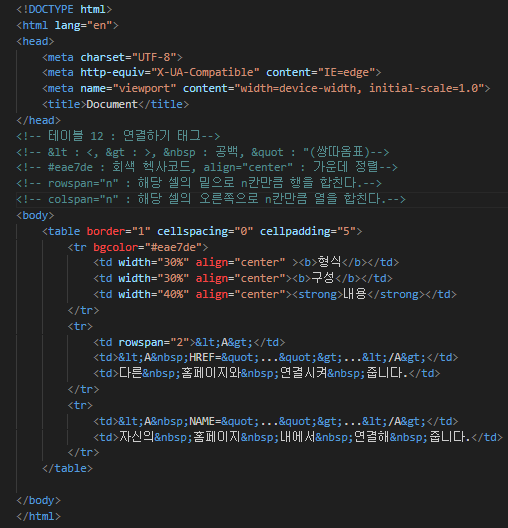 <!DOCTYPE html>
<html lang="en">
<head>
    <meta charset="UTF-8">
    <meta http-equiv="X-UA-Compatible" content="IE=edge">
    <meta name="viewport" content="width=device-width, initial-scale=1.0">
    <title>Document</title>
</head>
<!-- 테이블 12 : 연결하기 태그-->
<!-- &lt : <, &gt : >, &nbsp : 공백, &quot : "(쌍따옴표)-->
<!-- #eae7de : 회색 헥사코드, align="center" : 가운데 정렬-->
<!-- rowspan="n" : 해당 셀의 밑으로 n칸만큼 행을 합친다.-->
<!-- colspan="n" : 해당 셀의 오른쪽으로 n칸만큼 열을 합친다.-->
<body>
    <table border="1" cellspacing="0" cellpadding="5">
        <tr bgcolor="#eae7de">
            <td width="30%" align="center" ><b>형식</b></td>
            <td width="30%" align="center"><b>구성</b></td>
            <td width="40%" align="center"><strong>내용</strong></td>
        </tr>
        <tr>
            <td rowspan="2">&lt;A&gt;</td>
            <td>&lt;A&nbsp;HREF=&quot;...&quot;&gt;...&lt;/A&gt;</td>
            <td>다른&nbsp;홈페이지와&nbsp;연결시켜&nbsp;줍니다.</td>
        </tr>
        <tr>
            <td>&lt;A&nbsp;NAME=&quot;...&quot;&gt;...&lt;/A&gt;</td>
            <td>자신의&nbsp;홈페이지&nbsp;내에서&nbsp;연결해&nbsp;줍니다.</td>
        </tr>
    </table>

</body>
</html>